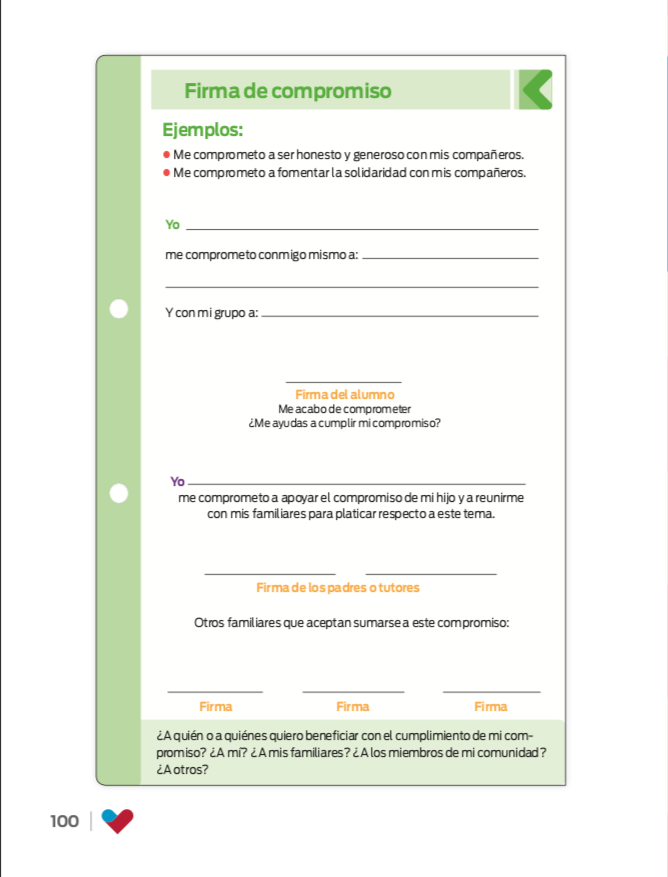 Firma de compromiso
Ejemplos:
● Me comprometo a ser honesto y generoso con mis compañeros.
● Me comprometo a fomentar la solidaridad con mis compañeros.
Yo
me comprometo conmigo mismo a:
Y con mi grupo a:
Firma del alumno
Me acabo de comprometer
¿Me ayudas a cumplir mi compromiso?
Yo
me comprometo a apoyar el compromiso de mi hijo y a reunirme
con mis familiares para platicar respecto a este tema.
Firma de los padres o tutores
Otros familiares que aceptan sumarse a este compromiso:
Firma Firma Firma
¿A quién o a quiénes quiero beneficiar con el cumplimiento de mi com-
promiso? ¿A mí? ¿A mis familiares? ¿A los miembros de mi comunidad?
¿A otros?
100